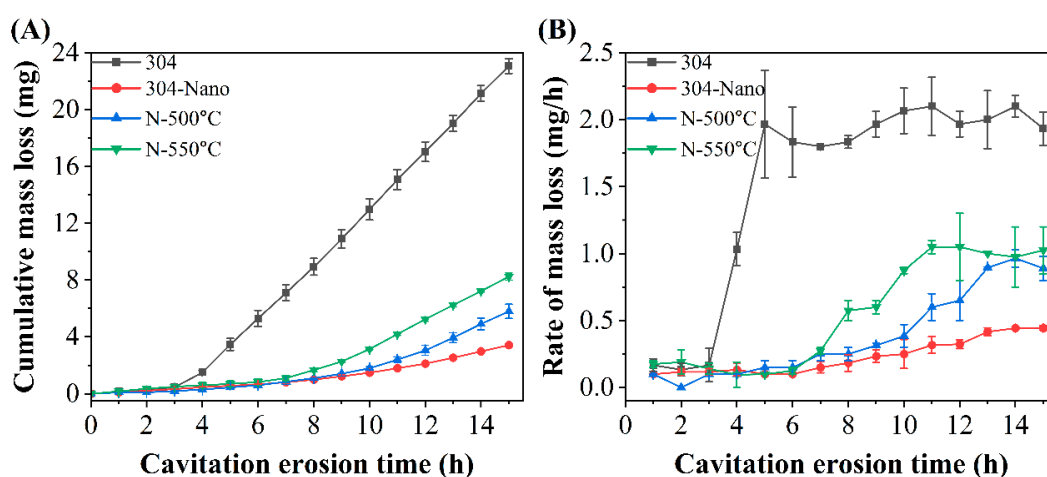 (A)
Cumulative mass loss (mg)
24
20
16
12
8
4
0
304
304-Nano
N-500°C
N-550°C
0 2 4 6 8 10 12 14
Cavitation erosion time (h)
(B)
Rate of mass loss (mg/h)
2.5
2.0
1.5
1.0
0.5
0.0
304
304-Nano
N-500°C
N-550°C
0 2 4 6 8 10 12 14
Cavitation erosion time (h)